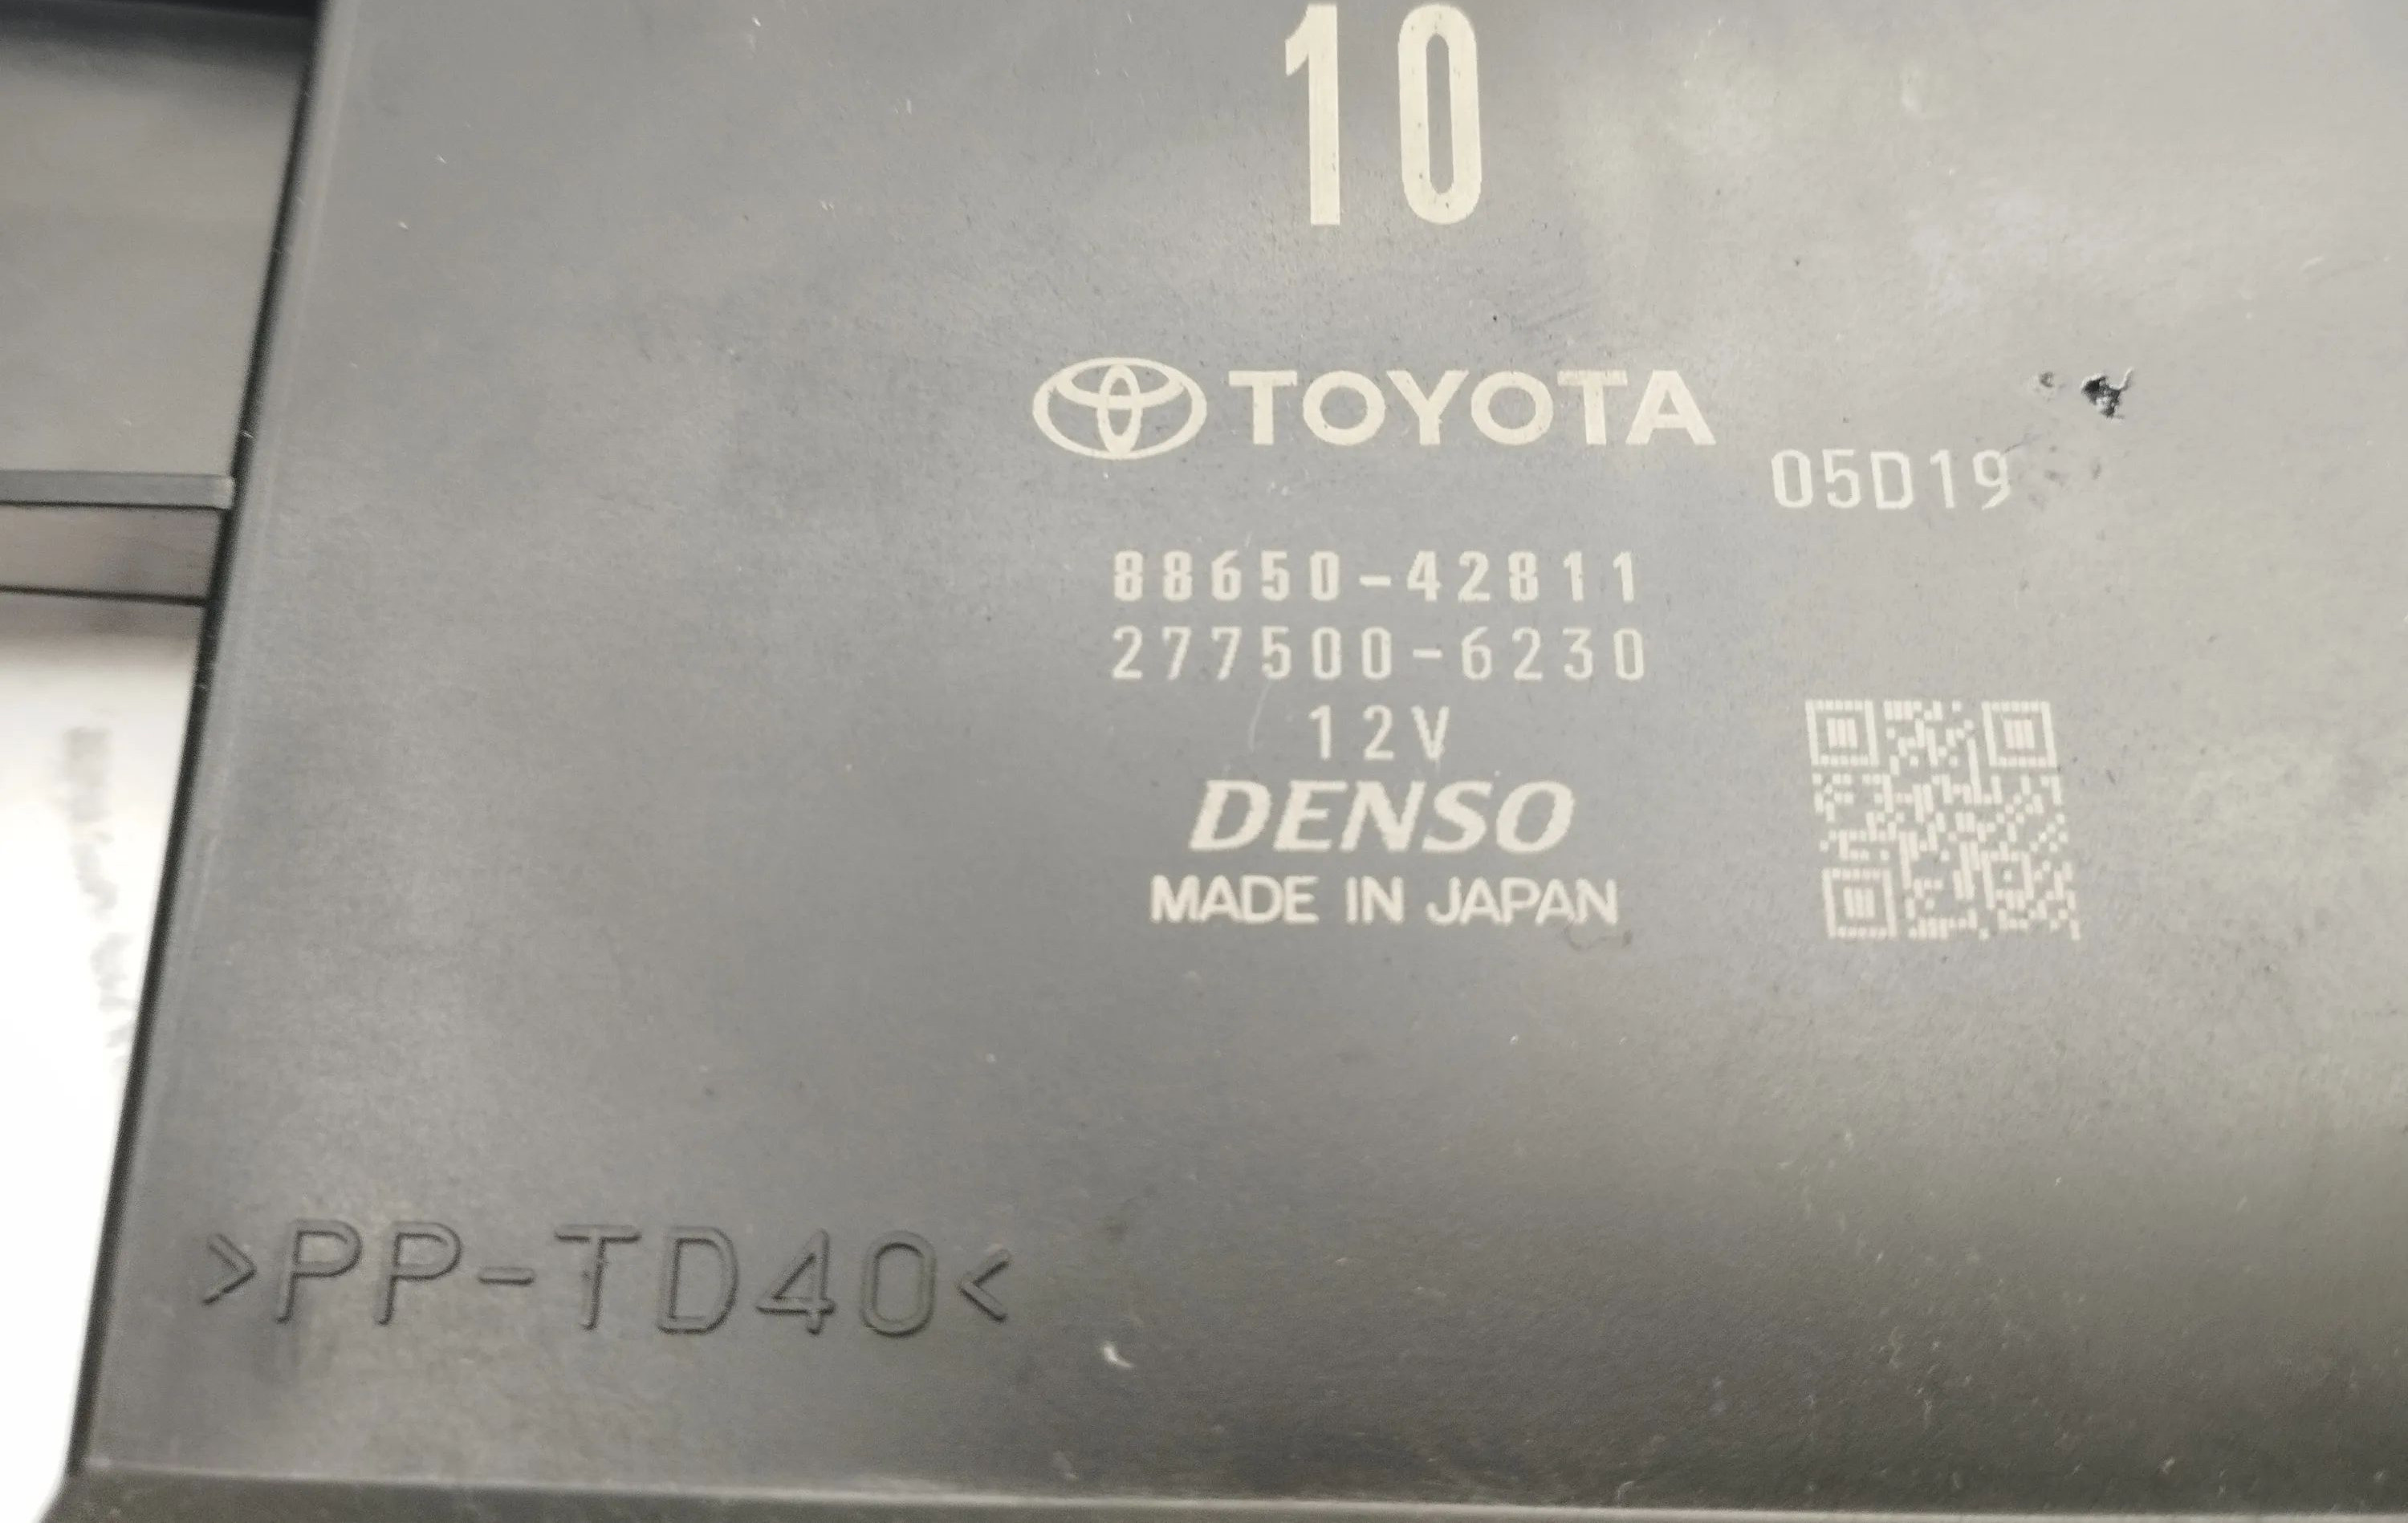 10
TOYOTA
05D19
88650-42811
277500-6230
12V
DENSO
MADE IN JAPAN
>PP-TD40<